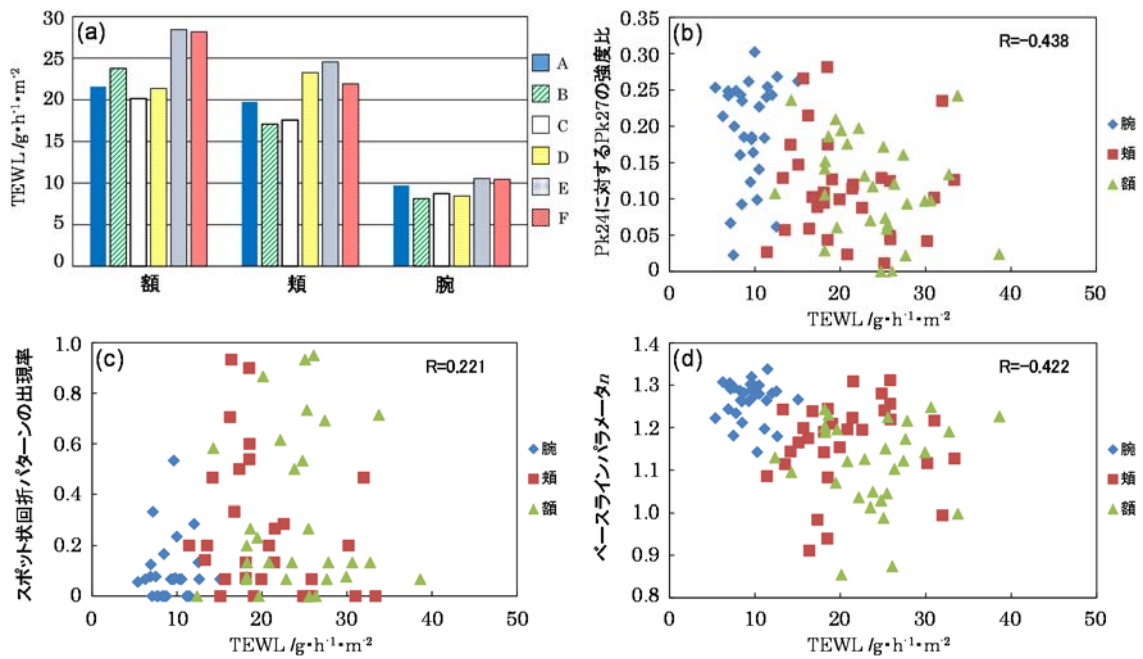 (a)
TEWL /g・h⁻¹・m⁻²
30
25
20
15
10
5
0
額
頬
腕
A
B
C
D
E
F
(b)
R=-0.438
Pk24に対するPk27の強度比
0.35
0.30
0.25
0.20
0.15
0.10
0.05
0
0 10 20 30 40 50
TEWL /g・h⁻¹・m⁻²
腕
頬
額
(c)
R=0.221
スポット状回折パターンの出現率
1.0
0.8
0.6
0.4
0.2
0
0 10 20 30 40 50
TEWL /g・h⁻¹・m⁻²
腕
頬
額
(d)
R=-0.422
ベースラインパラメータn
1.4
1.3
1.2
1.1
1.0
0.9
0.8
0 10 20 30 40 50
TEWL /g・h⁻¹・m⁻²
腕
頬
額